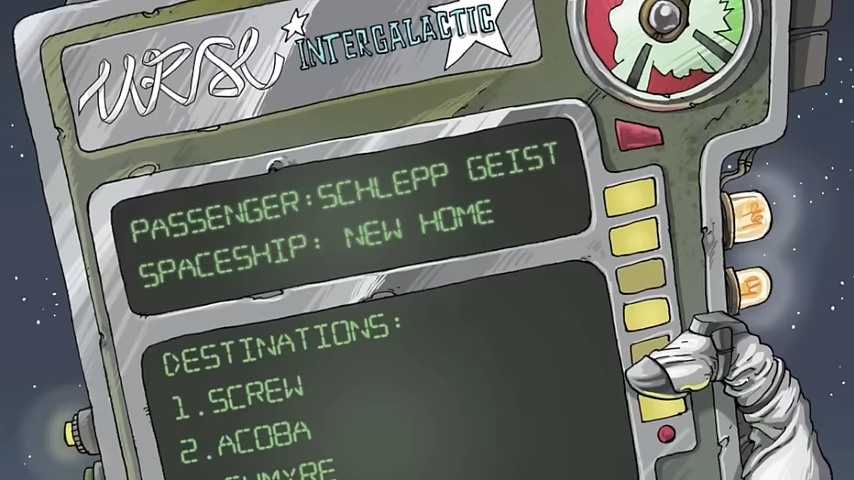 URSL INTERGALACTIC
PASSENGER:SCHLEPP GEIST
SPACESHIP: NEW HOME
DESTINATIONS:
1.SCREW
2.ACOBA